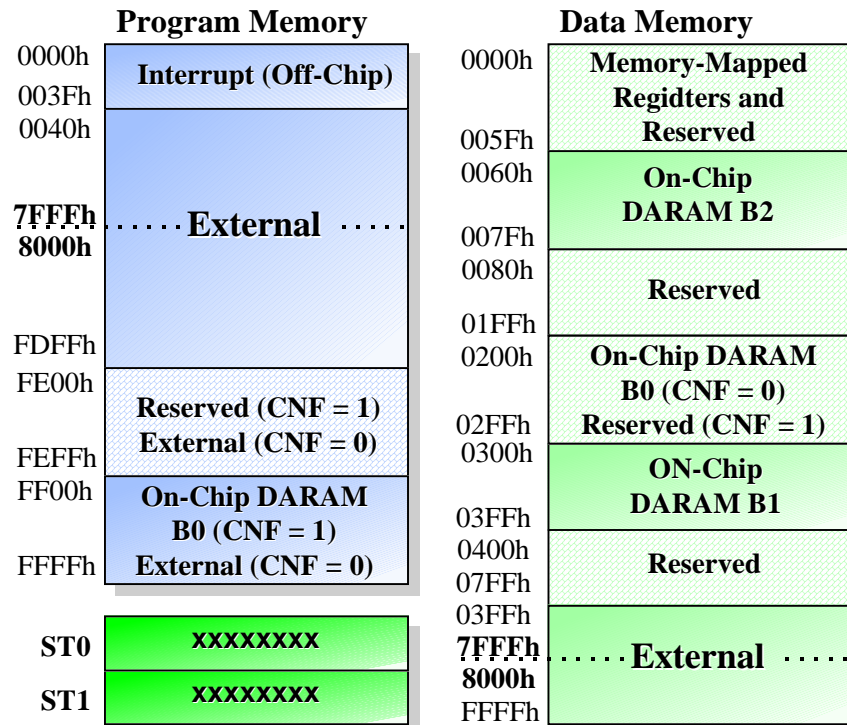 Program Memory
0000h
Interrupt (Off-Chip)
003Fh
0040h
7FFFh
External
8000h
FDFFh
FE00h
Reserved (CNF = 1)
External (CNF = 0)
FEFFh
FF00h
On-Chip DARAM
B0 (CNF = 1)
External (CNF = 0)
FFFFh
ST0
XXXXXXXX
ST1
XXXXXXXX
Data Memory
0000h
Memory-Mapped
Regidters and
Reserved
005Fh
0060h
On-Chip
DARAM B2
007Fh
0080h
Reserved
01FFh
0200h
On-Chip DARAM
B0 (CNF = 0)
Reserved (CNF = 1)
02FFh
0300h
ON-Chip
DARAM B1
03FFh
0400h
Reserved
07FFh
03FFh
7FFFh
External
8000h
FFFFh